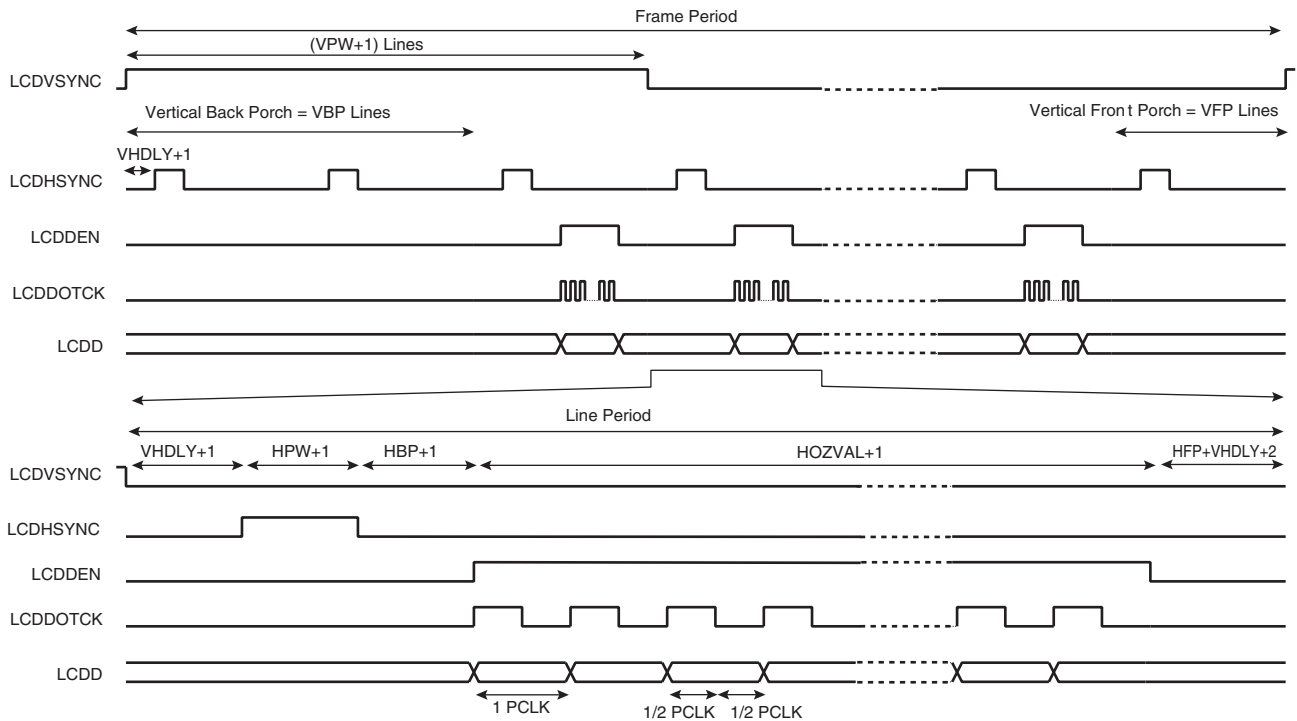 Frame Period
(VPW+1) Lines
LCDVSYNC
Vertical Back Porch = VBP Lines
Vertical Front Porch = VFP Lines
VHDLY+1
LCDHSYNC
LCDDEN
LCDDOTCK
LCDD
Line Period
VHDLY+1 HPW+1 HBP+1 HOZVAL+1 HFP+VHDLY+2
LCDVSYNC
LCDHSYNC
LCDDEN
LCDDOTCK
LCDD
1 PCLK 1/2 PCLK 1/2 PCLK